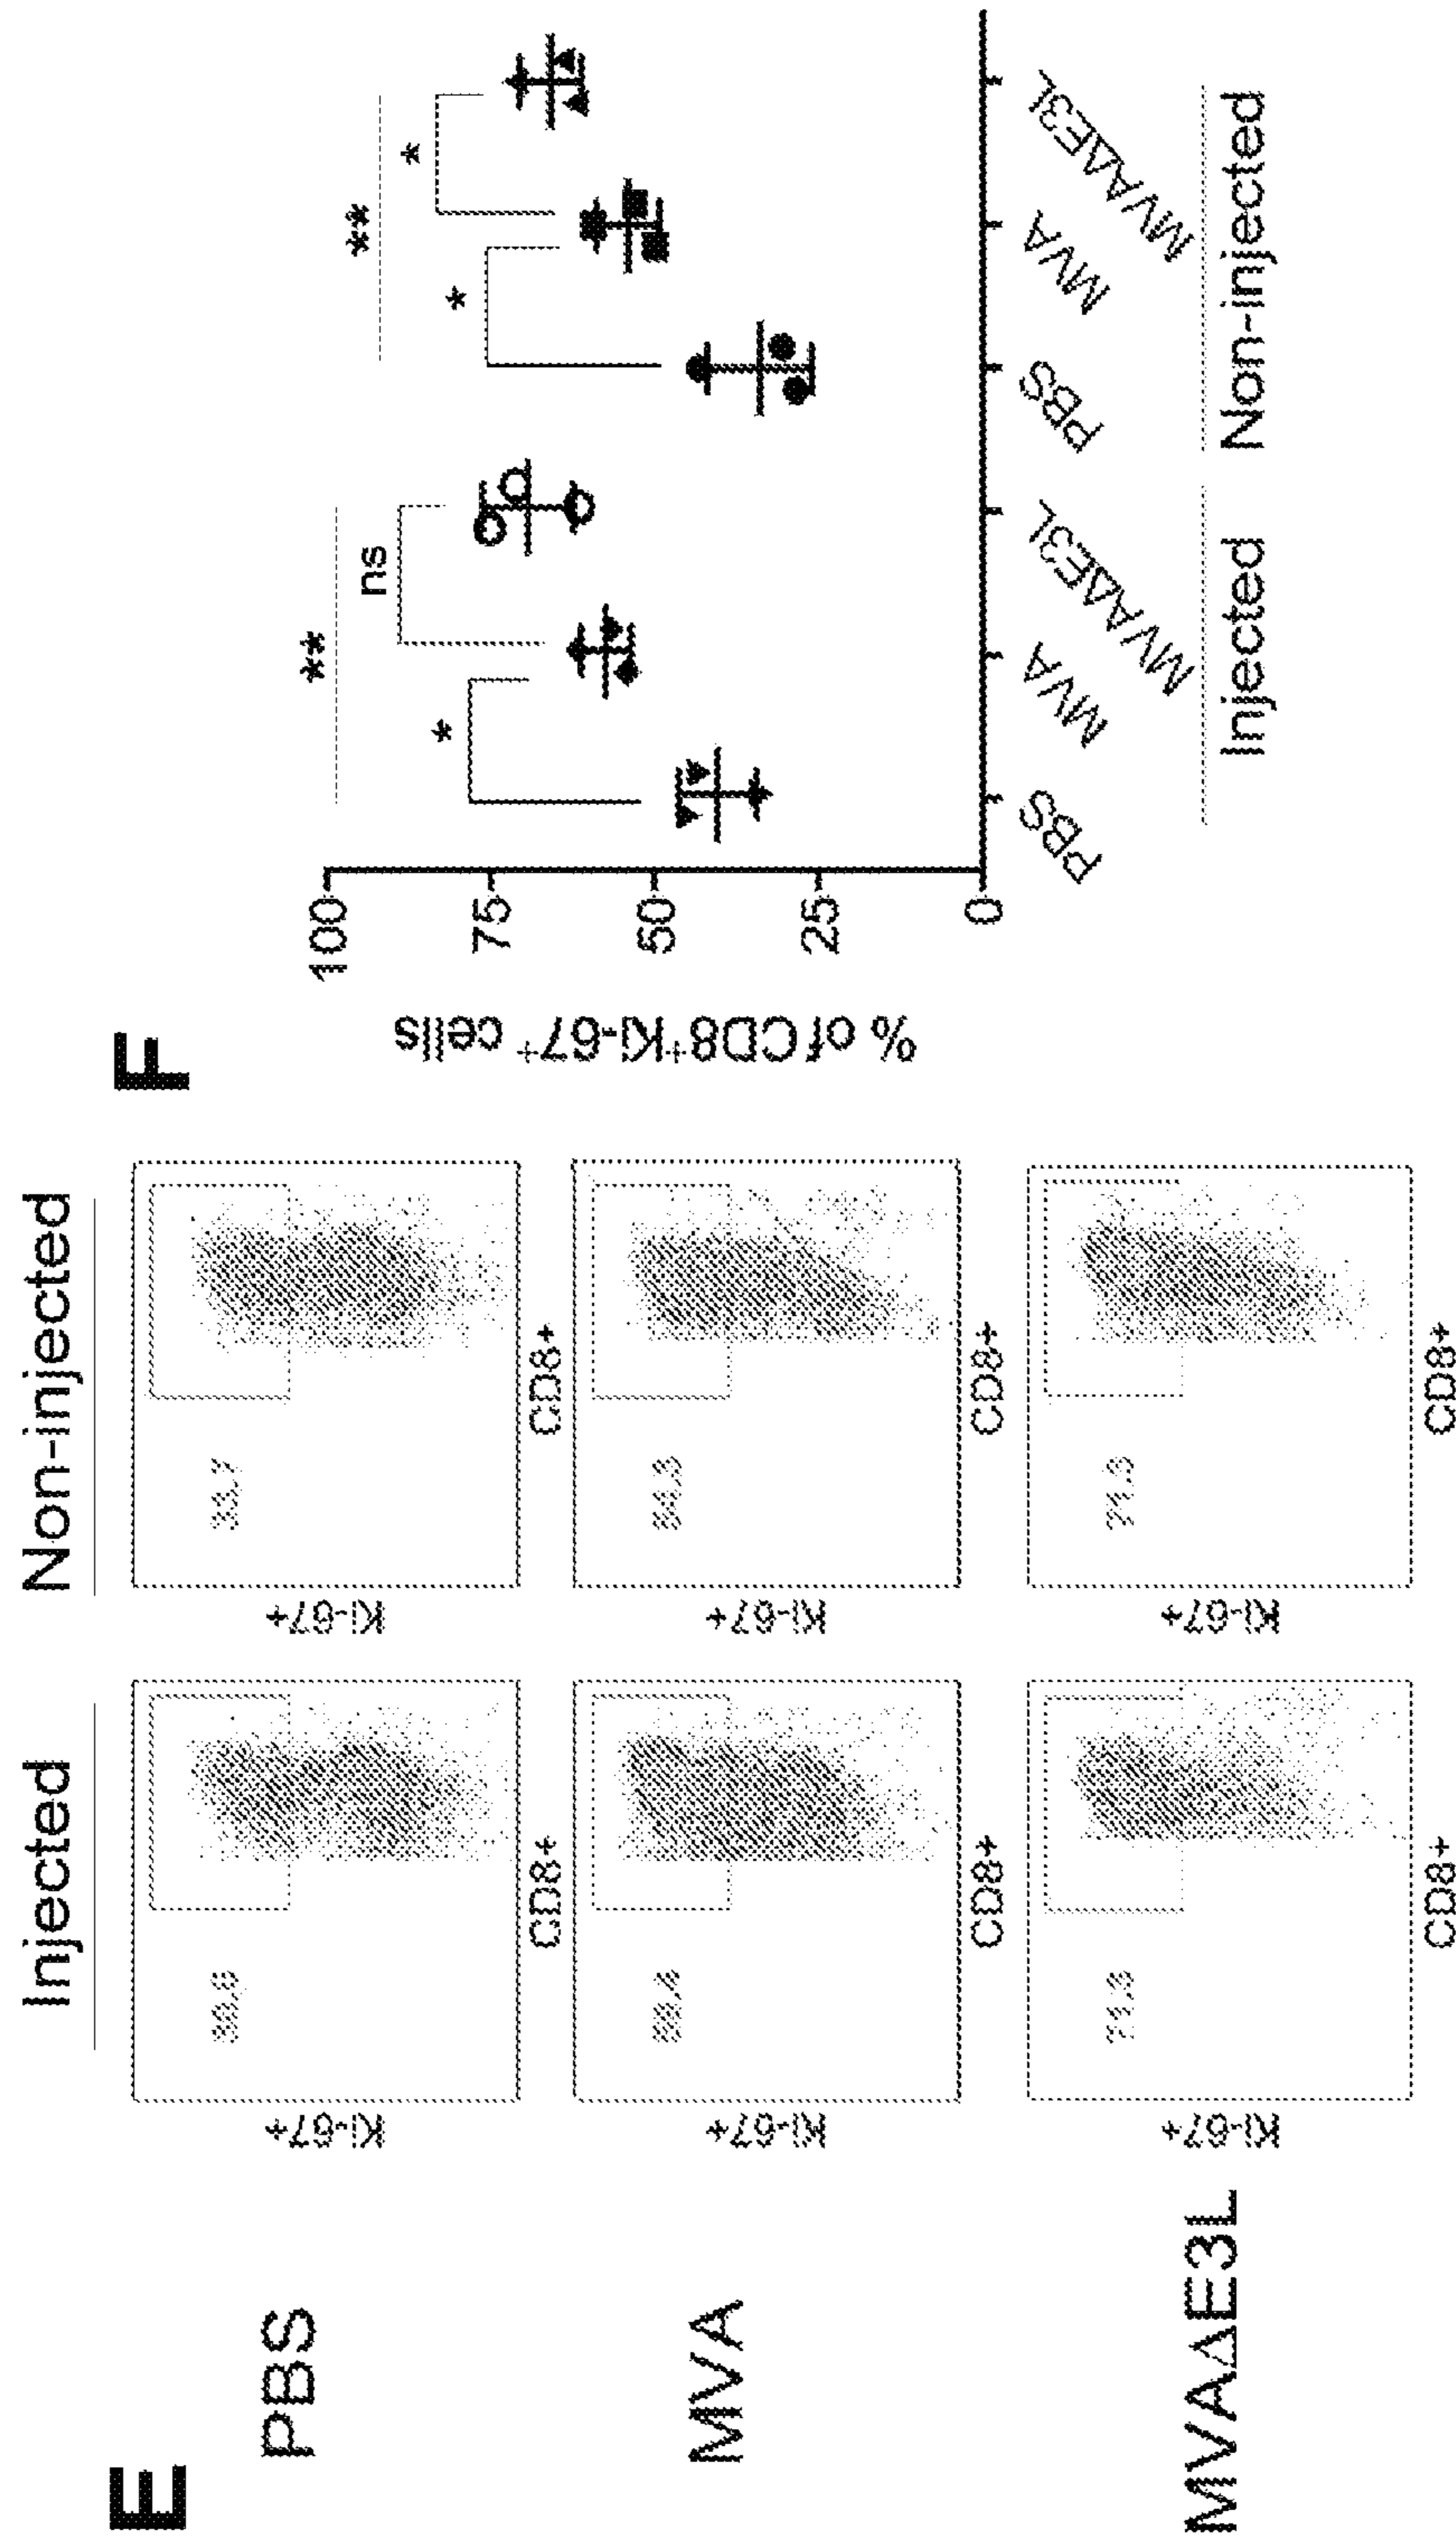 E
Injected
Non-injected
PBS
Ki-67+
CD8+
Ki-67+
33.7
CD8+
MVA
Ki-67+
CD8+
Ki-67+
CD8+
MVAΔE3L
Ki-67+
CD8+
Ki-67+
CD8+
F
% of CD8+Ki-67+ cells
100
75
50
25
0
**
*
ns
**
*
*
PBS
MVA
MVAΔE3L
PBS
MVA
MVAΔE3L
Injected
Non-injected